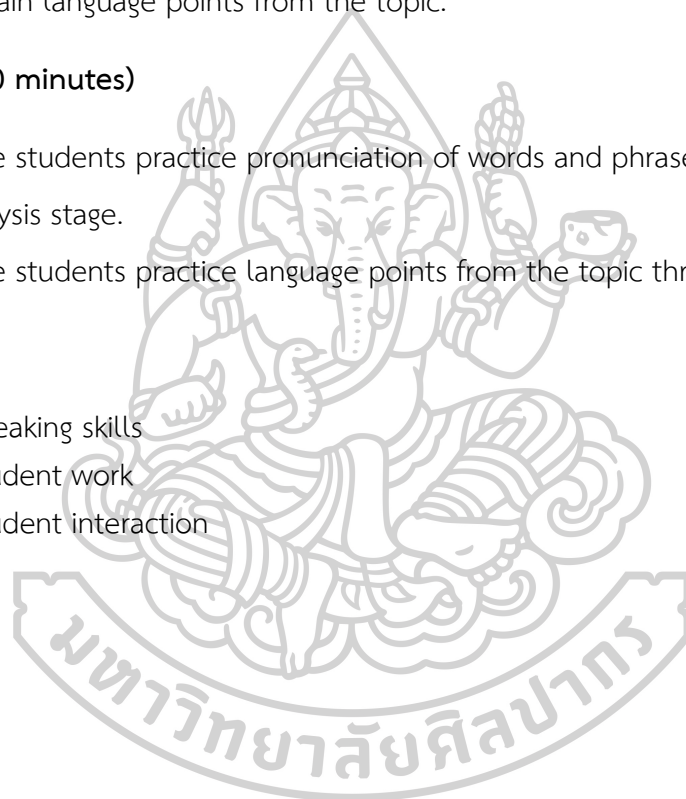 ain language points from the topic.
0 minutes)
e students practice pronunciation of words and phrase
ysis stage.
e students practice language points from the topic thr
eaking skills
udent work
udent interaction
มหาวิทยาลัยศิลปากร